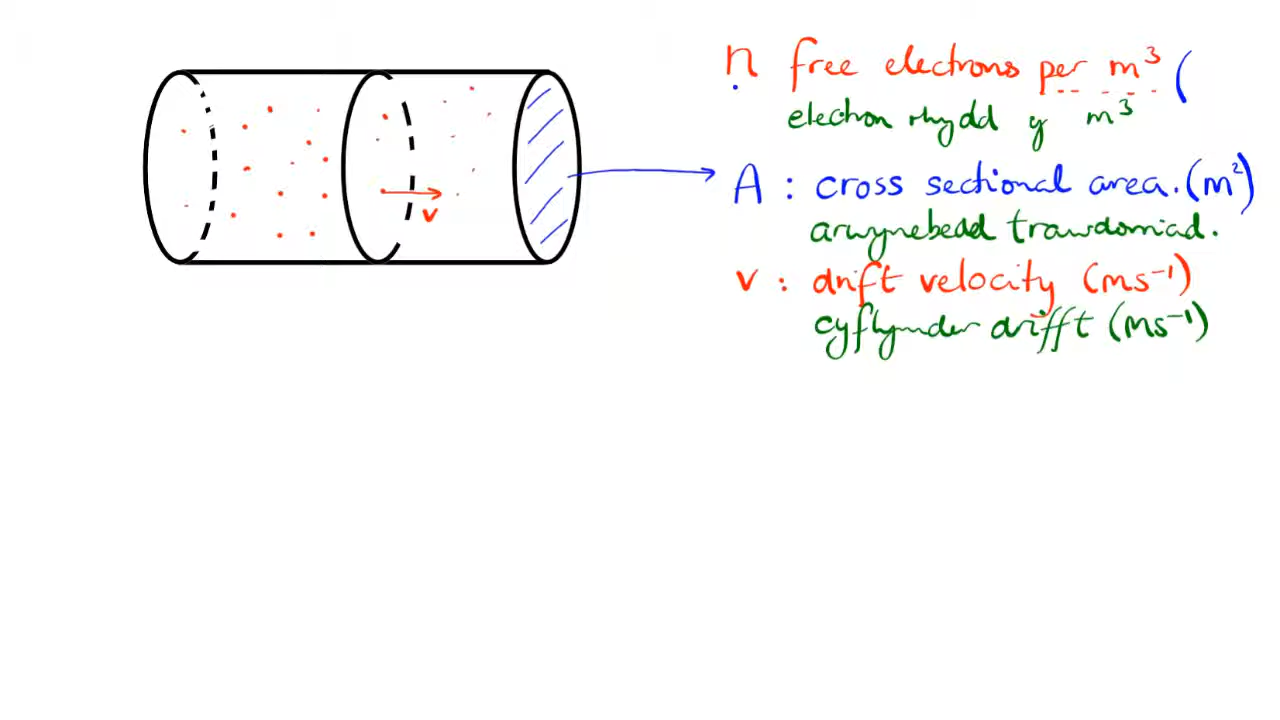 n free electrons per m³ (
electron rhydd y m³
A : cross sectional area. (m²)
arwynebedd trawdoriad.
v
v : drift velocity (ms⁻¹)
cyflymder drifft (ms⁻¹)